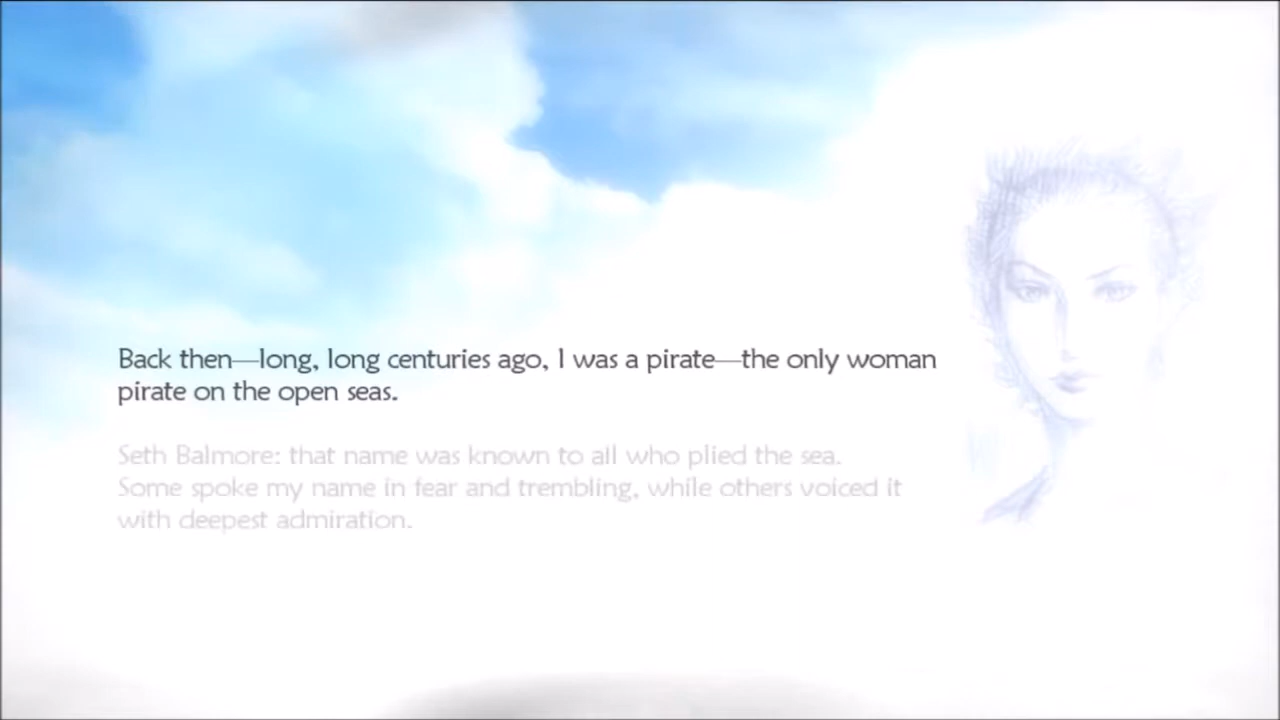 Back then—long, long centuries ago, I was a pirate—the only woman
pirate on the open seas.
Seth Balmore: that name was known to all who plied the sea.
Some spoke my name in fear and trembling, while others voiced it
with deepest admiration.